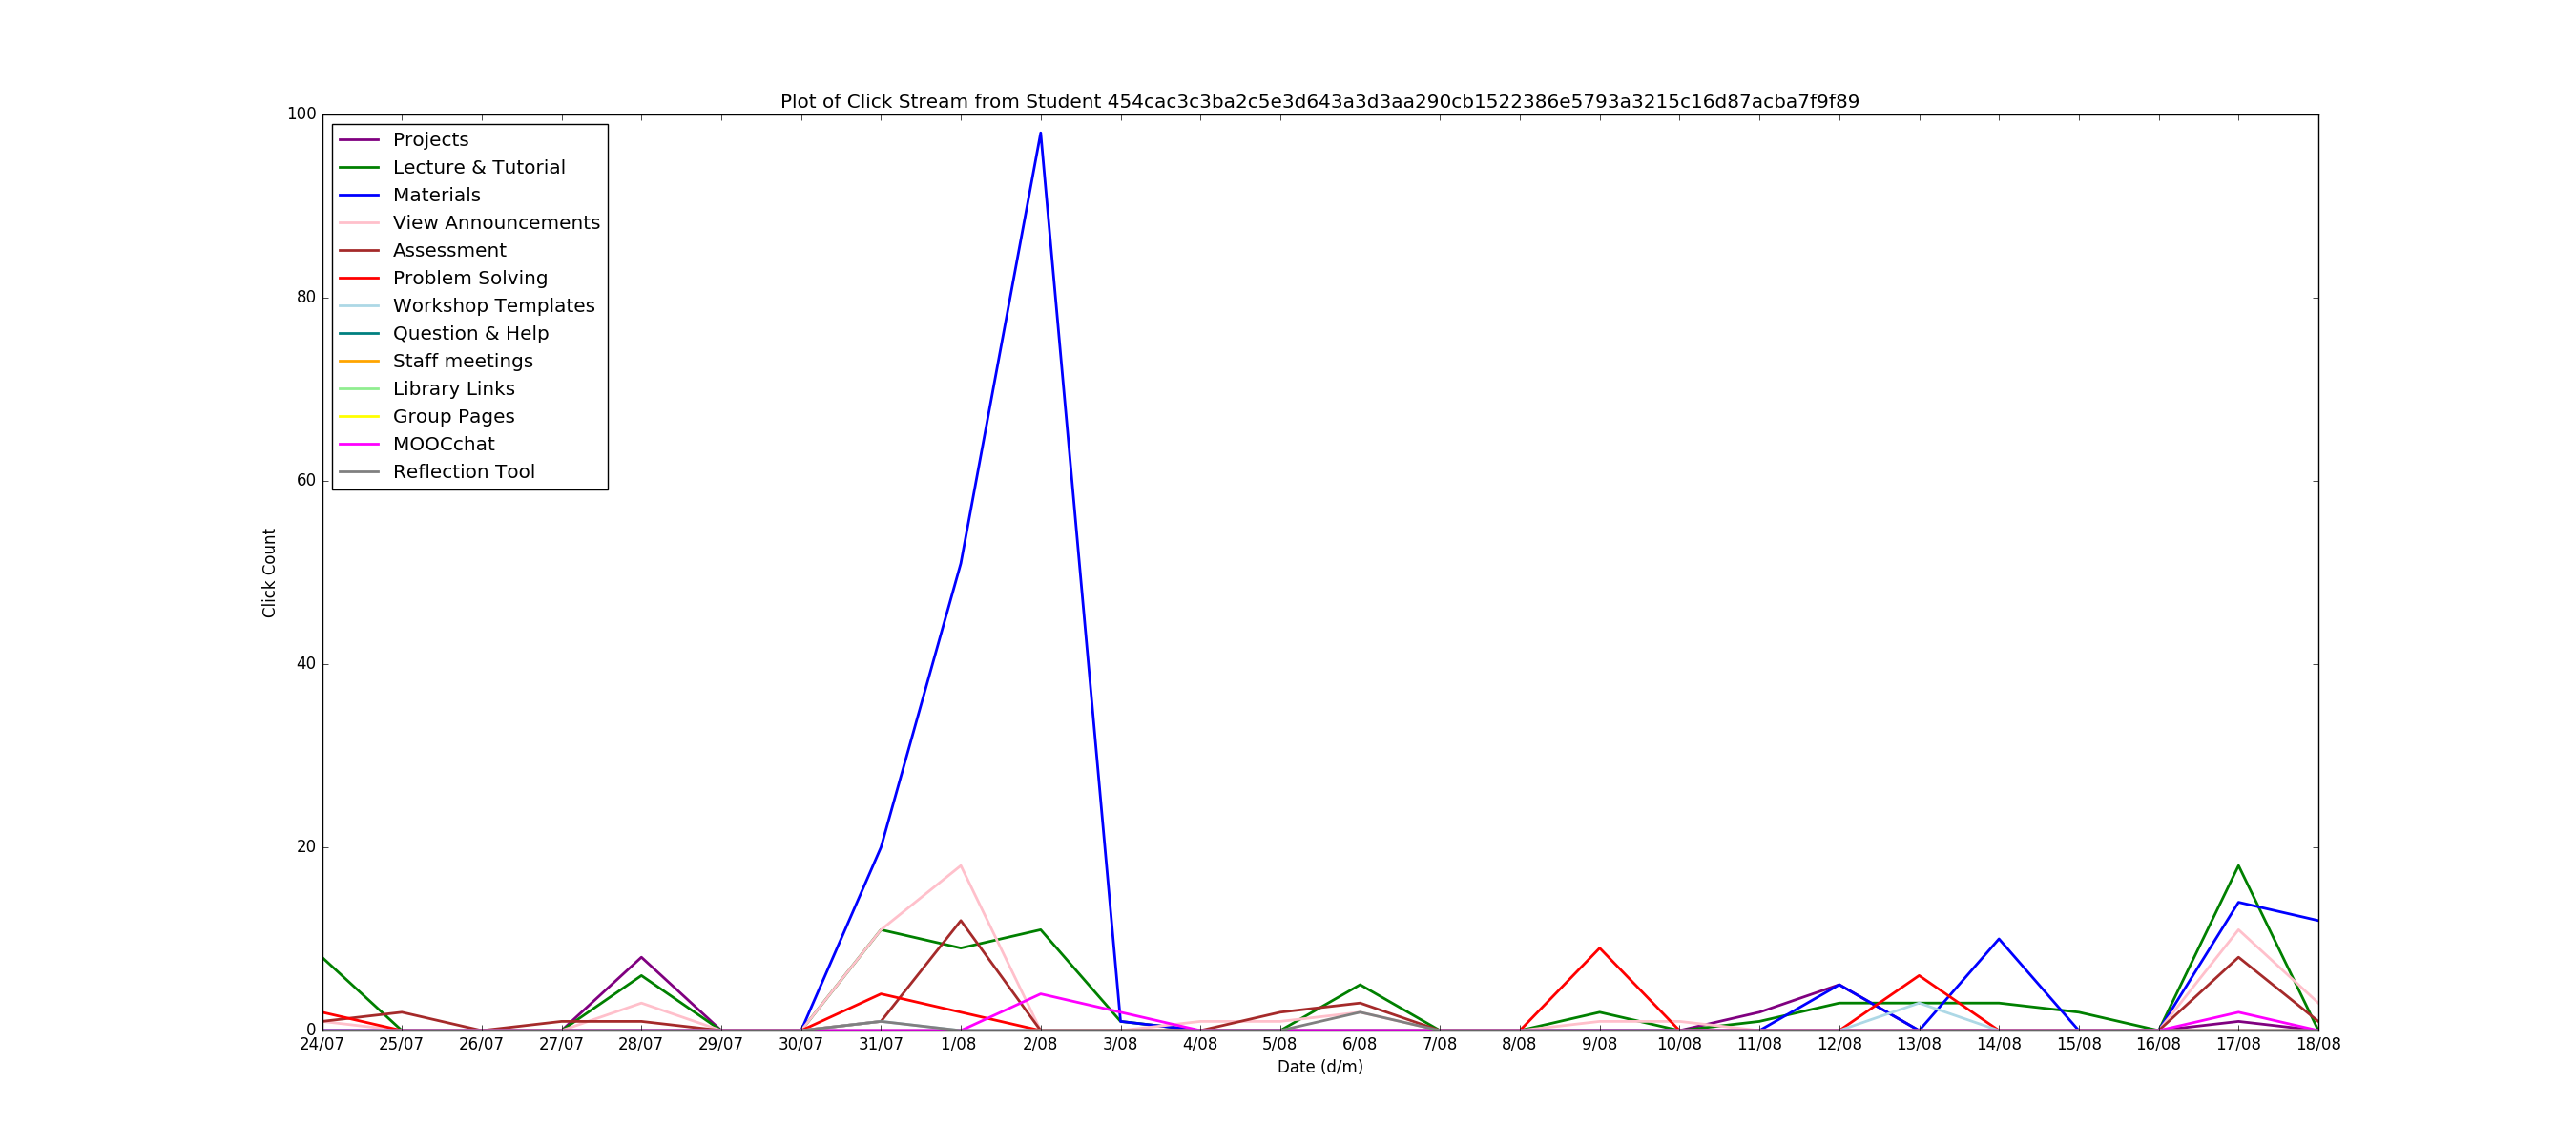 Plot of Click Stream from Student 454cac3c3ba2c5e3d643a3d3aa290cb1522386e5793a3215c16d87acba7f9f89
100
80
60
40
20
0
Click Count
Projects
Lecture & Tutorial
Materials
View Announcements
Assessment
Problem Solving
Workshop Templates
Question & Help
Staff meetings
Library Links
Group Pages
MOOCchat
Reflection Tool
24/07 25/07 26/07 27/07 28/07 29/07 30/07 31/07 1/08 2/08 3/08 4/08 5/08 6/08 7/08 8/08 9/08 10/08 11/08 12/08 13/08 14/08 15/08 16/08 17/08 18/08
Date (d/m)